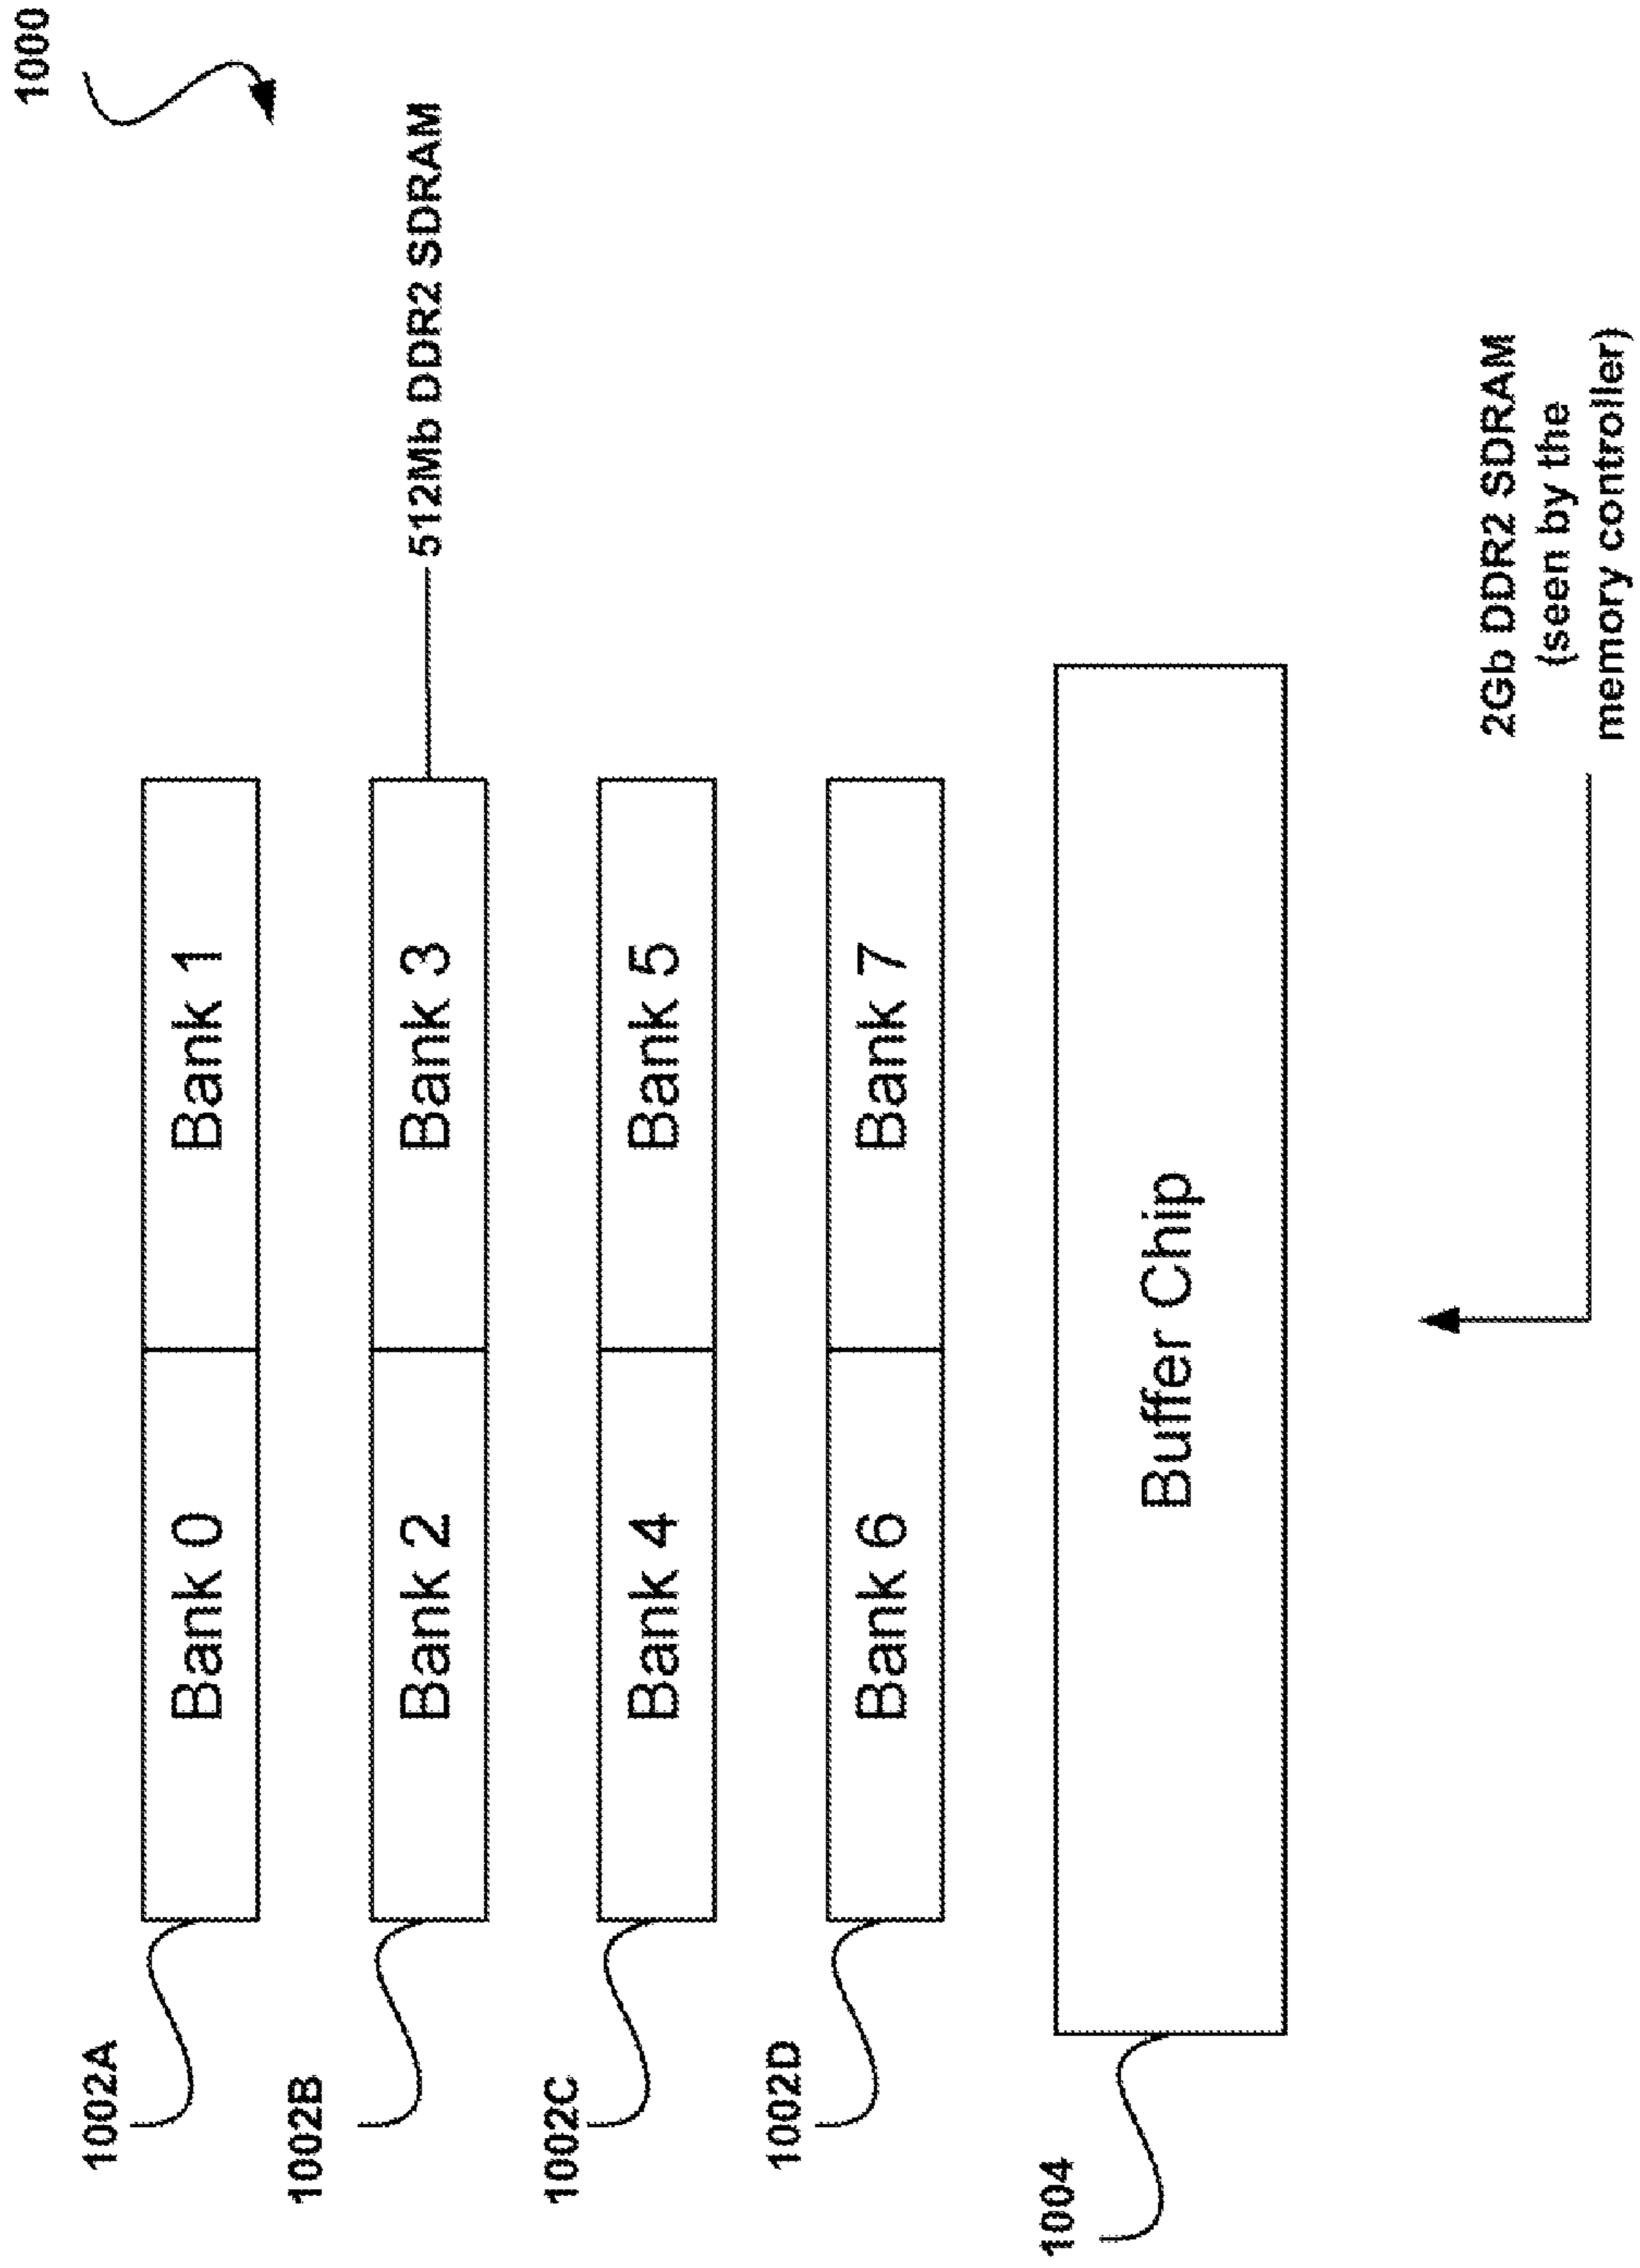 1000
1002A
Bank 0
Bank 1
1002B
Bank 2
Bank 3
512Mb DDR2 SDRAM
1002C
Bank 4
Bank 5
1002D
Bank 6
Bank 7
1004
Buffer Chip
2Gb DDR2 SDRAM
(seen by the
memory controller)